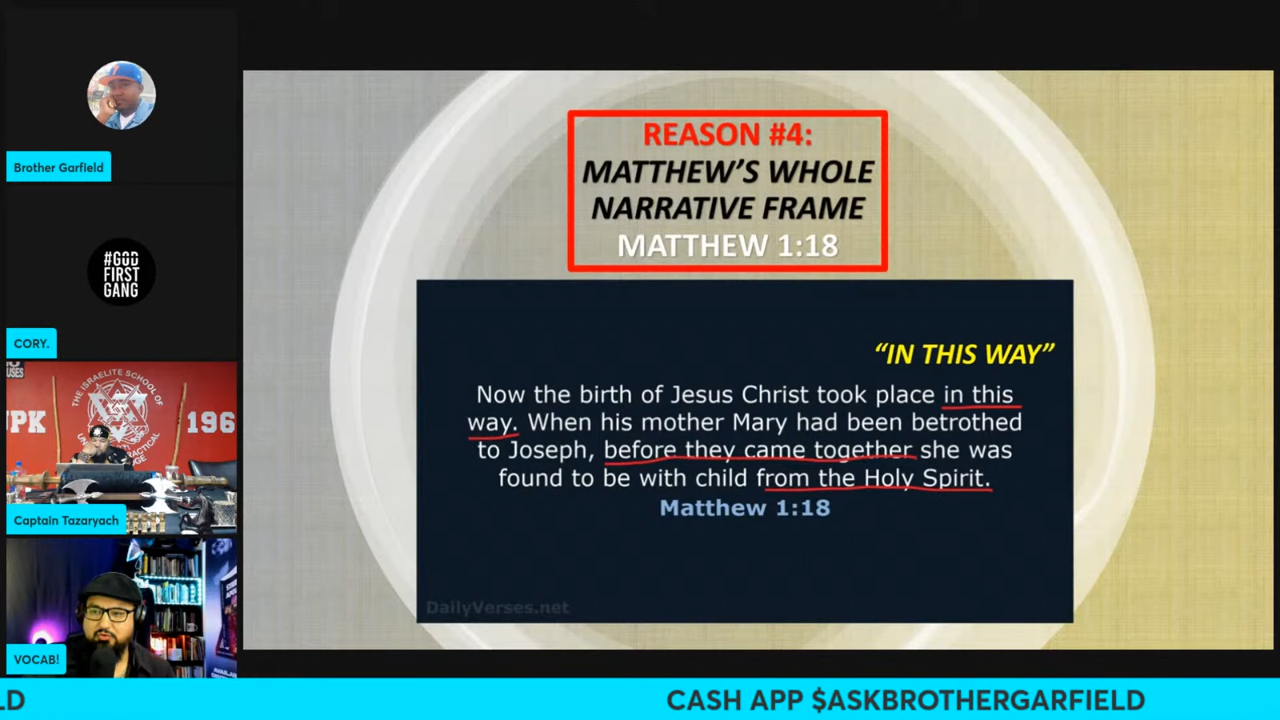 Brother Garfield
#GOD
FIRST
GANG
CORY.
THE ISRAELITE SCHOOL OF
UPK
196
Captain Tazaryach
VOCAB!
REASON #4:
MATTHEW'S WHOLE
NARRATIVE FRAME
MATTHEW 1:18
“IN THIS WAY”
Now the birth of Jesus Christ took place in this
way. When his mother Mary had been betrothed
to Joseph, before they came together she was
found to be with child from the Holy Spirit.
Matthew 1:18
DailyVerses.net
LD
CASH APP $ASKBROTHERGARFIELD